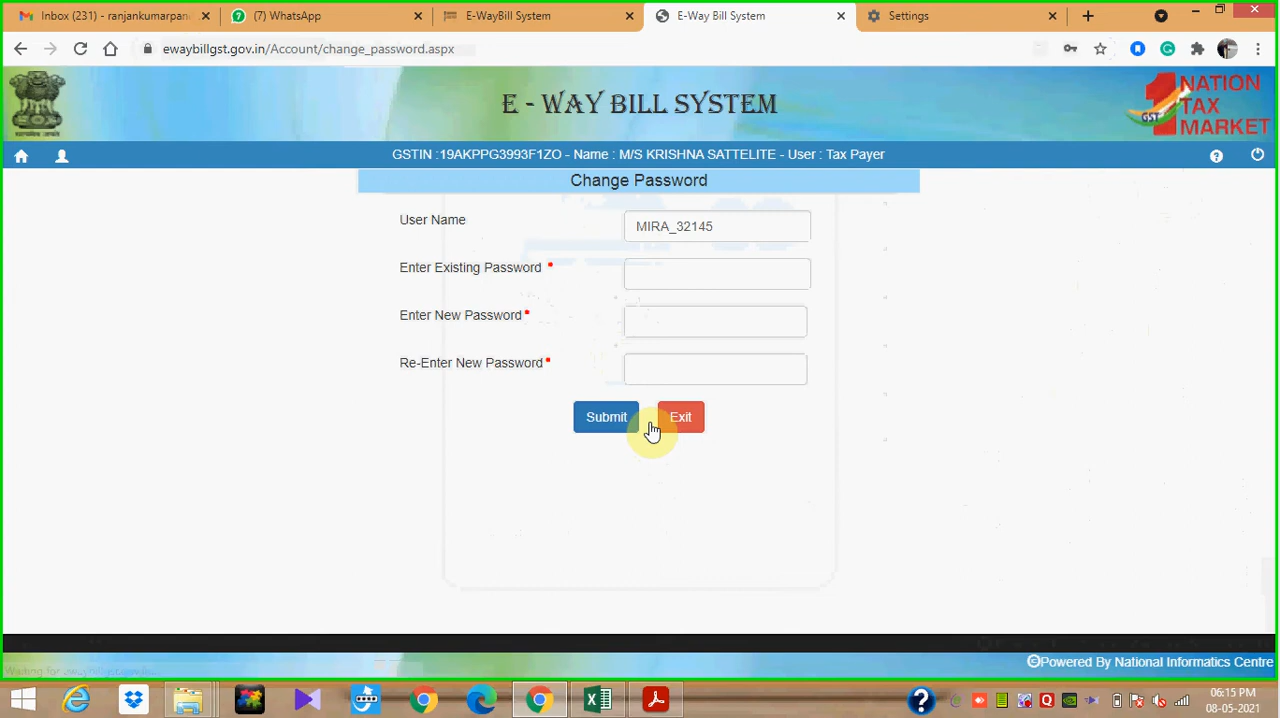 Inbox (231) - ranjankumarpani
(7) WhatsApp
E-WayBill System
E-Way Bill System
Settings
ewaybillgst.gov.in/Account/change_password.aspx
E - WAY BILL SYSTEM
1 NATION
TAX
MARKET
GST
GSTIN :19AKPPG3993F1ZO - Name : M/S KRISHNA SATTELITE - User : Tax Payer
Change Password
User Name
MIRA_32145
Enter Existing Password *
Enter New Password *
Re-Enter New Password *
Submit
Exit
©Powered By National Informatics Centre
06:15 PM
08-05-2021